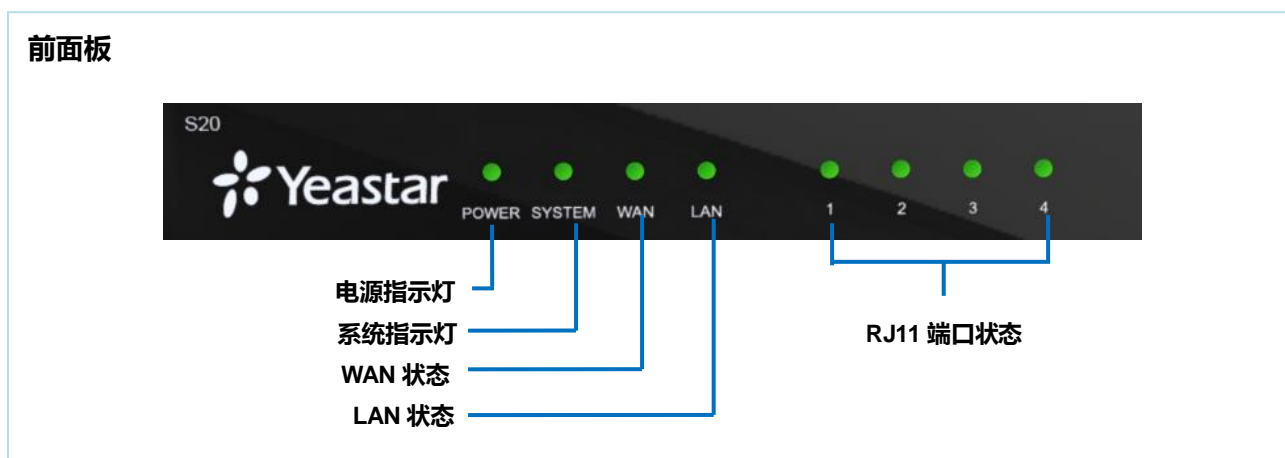 前面板
S20
Yeastar
POWER SYSTEM WAN LAN 1 2 3 4
电源指示灯
系统指示灯
WAN 状态
LAN 状态
RJ11 端口状态